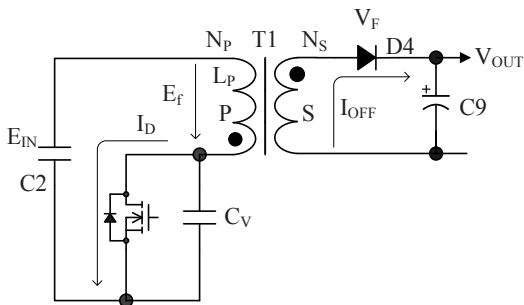 N_P T1 N_S V_F D4 V_OUT
L_P
E_f
P S I_OFF + C9
E_IN I_D
C2 C_V